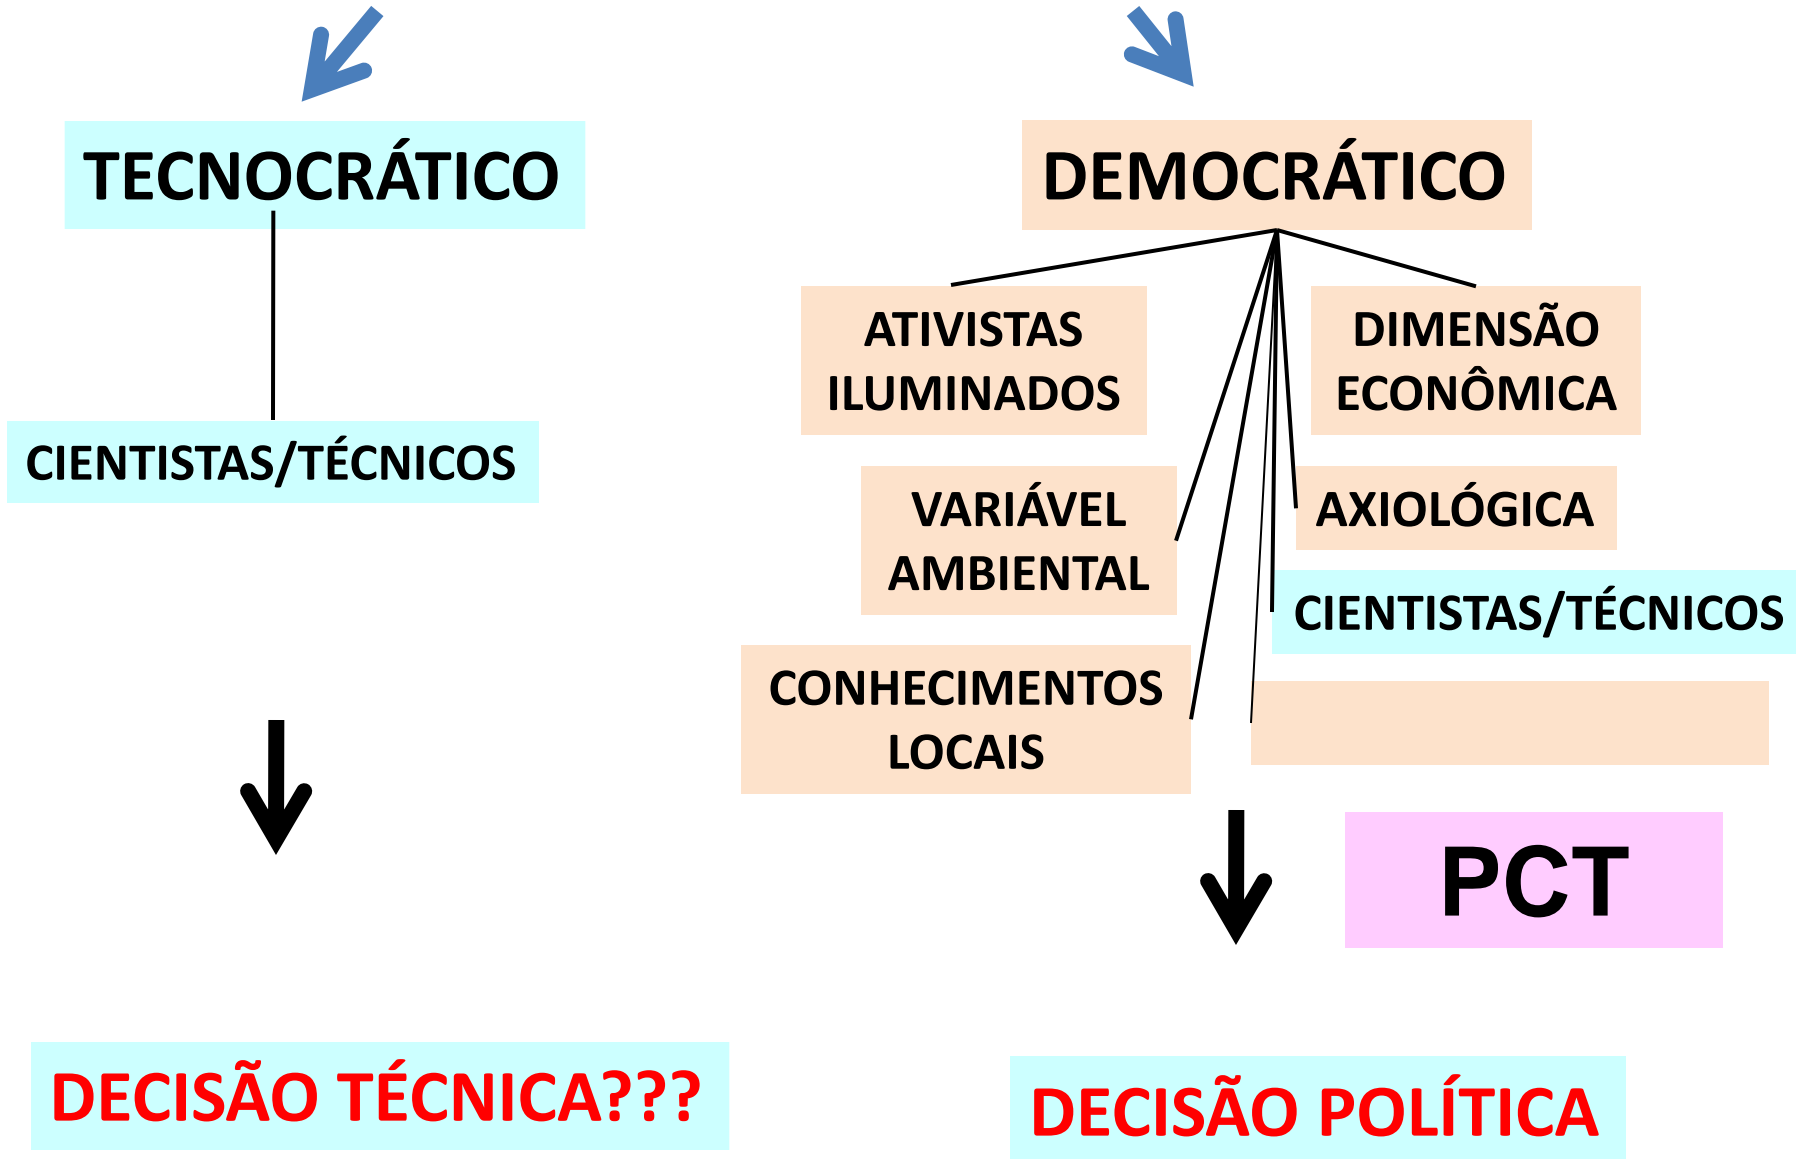 TECNOCRÁTICO
CIENTISTAS/TÉCNICOS
DECISÃO TÉCNICA???
DEMOCRÁTICO
ATIVISTAS
ILUMINADOS
DIMENSÃO
ECONÔMICA
VARIÁVEL
AMBIENTAL
AXIOLÓGICA
CIENTISTAS/TÉCNICOS
CONHECIMENTOS
LOCAIS
PCT
DECISÃO POLÍTICA